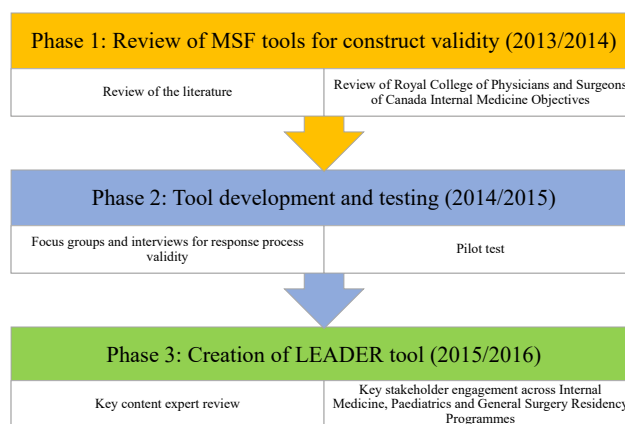 Phase 1: Review of MSF tools for construct validity (2013/2014)
Review of the literature
Review of Royal College of Physicians and Surgeons
of Canada Internal Medicine Objectives
Phase 2: Tool development and testing (2014/2015)
Focus groups and interviews for response process
validity
Pilot test
Phase 3: Creation of LEADER tool (2015/2016)
Key content expert review
Key stakeholder engagement across Internal
Medicine, Paediatrics and General Surgery Residency
Programmes